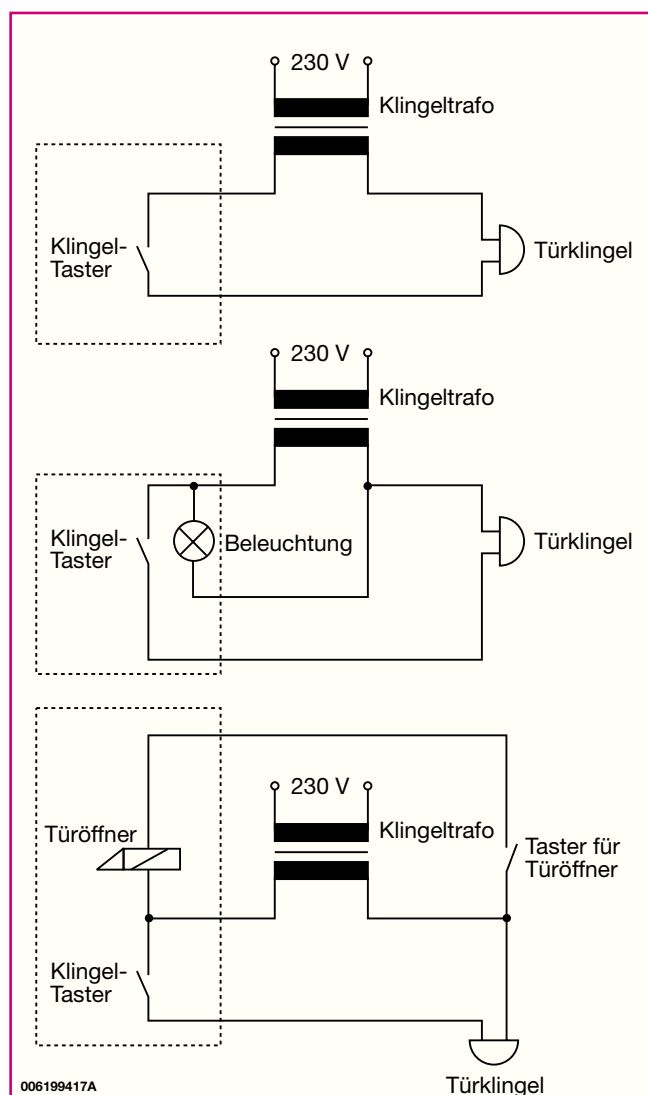 230 V
Klingeltrafo
Klingel-
Taster
Türklingel
230 V
Klingeltrafo
Klingel-
Taster
Beleuchtung
Türklingel
230 V
Klingeltrafo
Türöffner
Taster für
Türöffner
Klingel-
Taster
Türklingel
006199417A